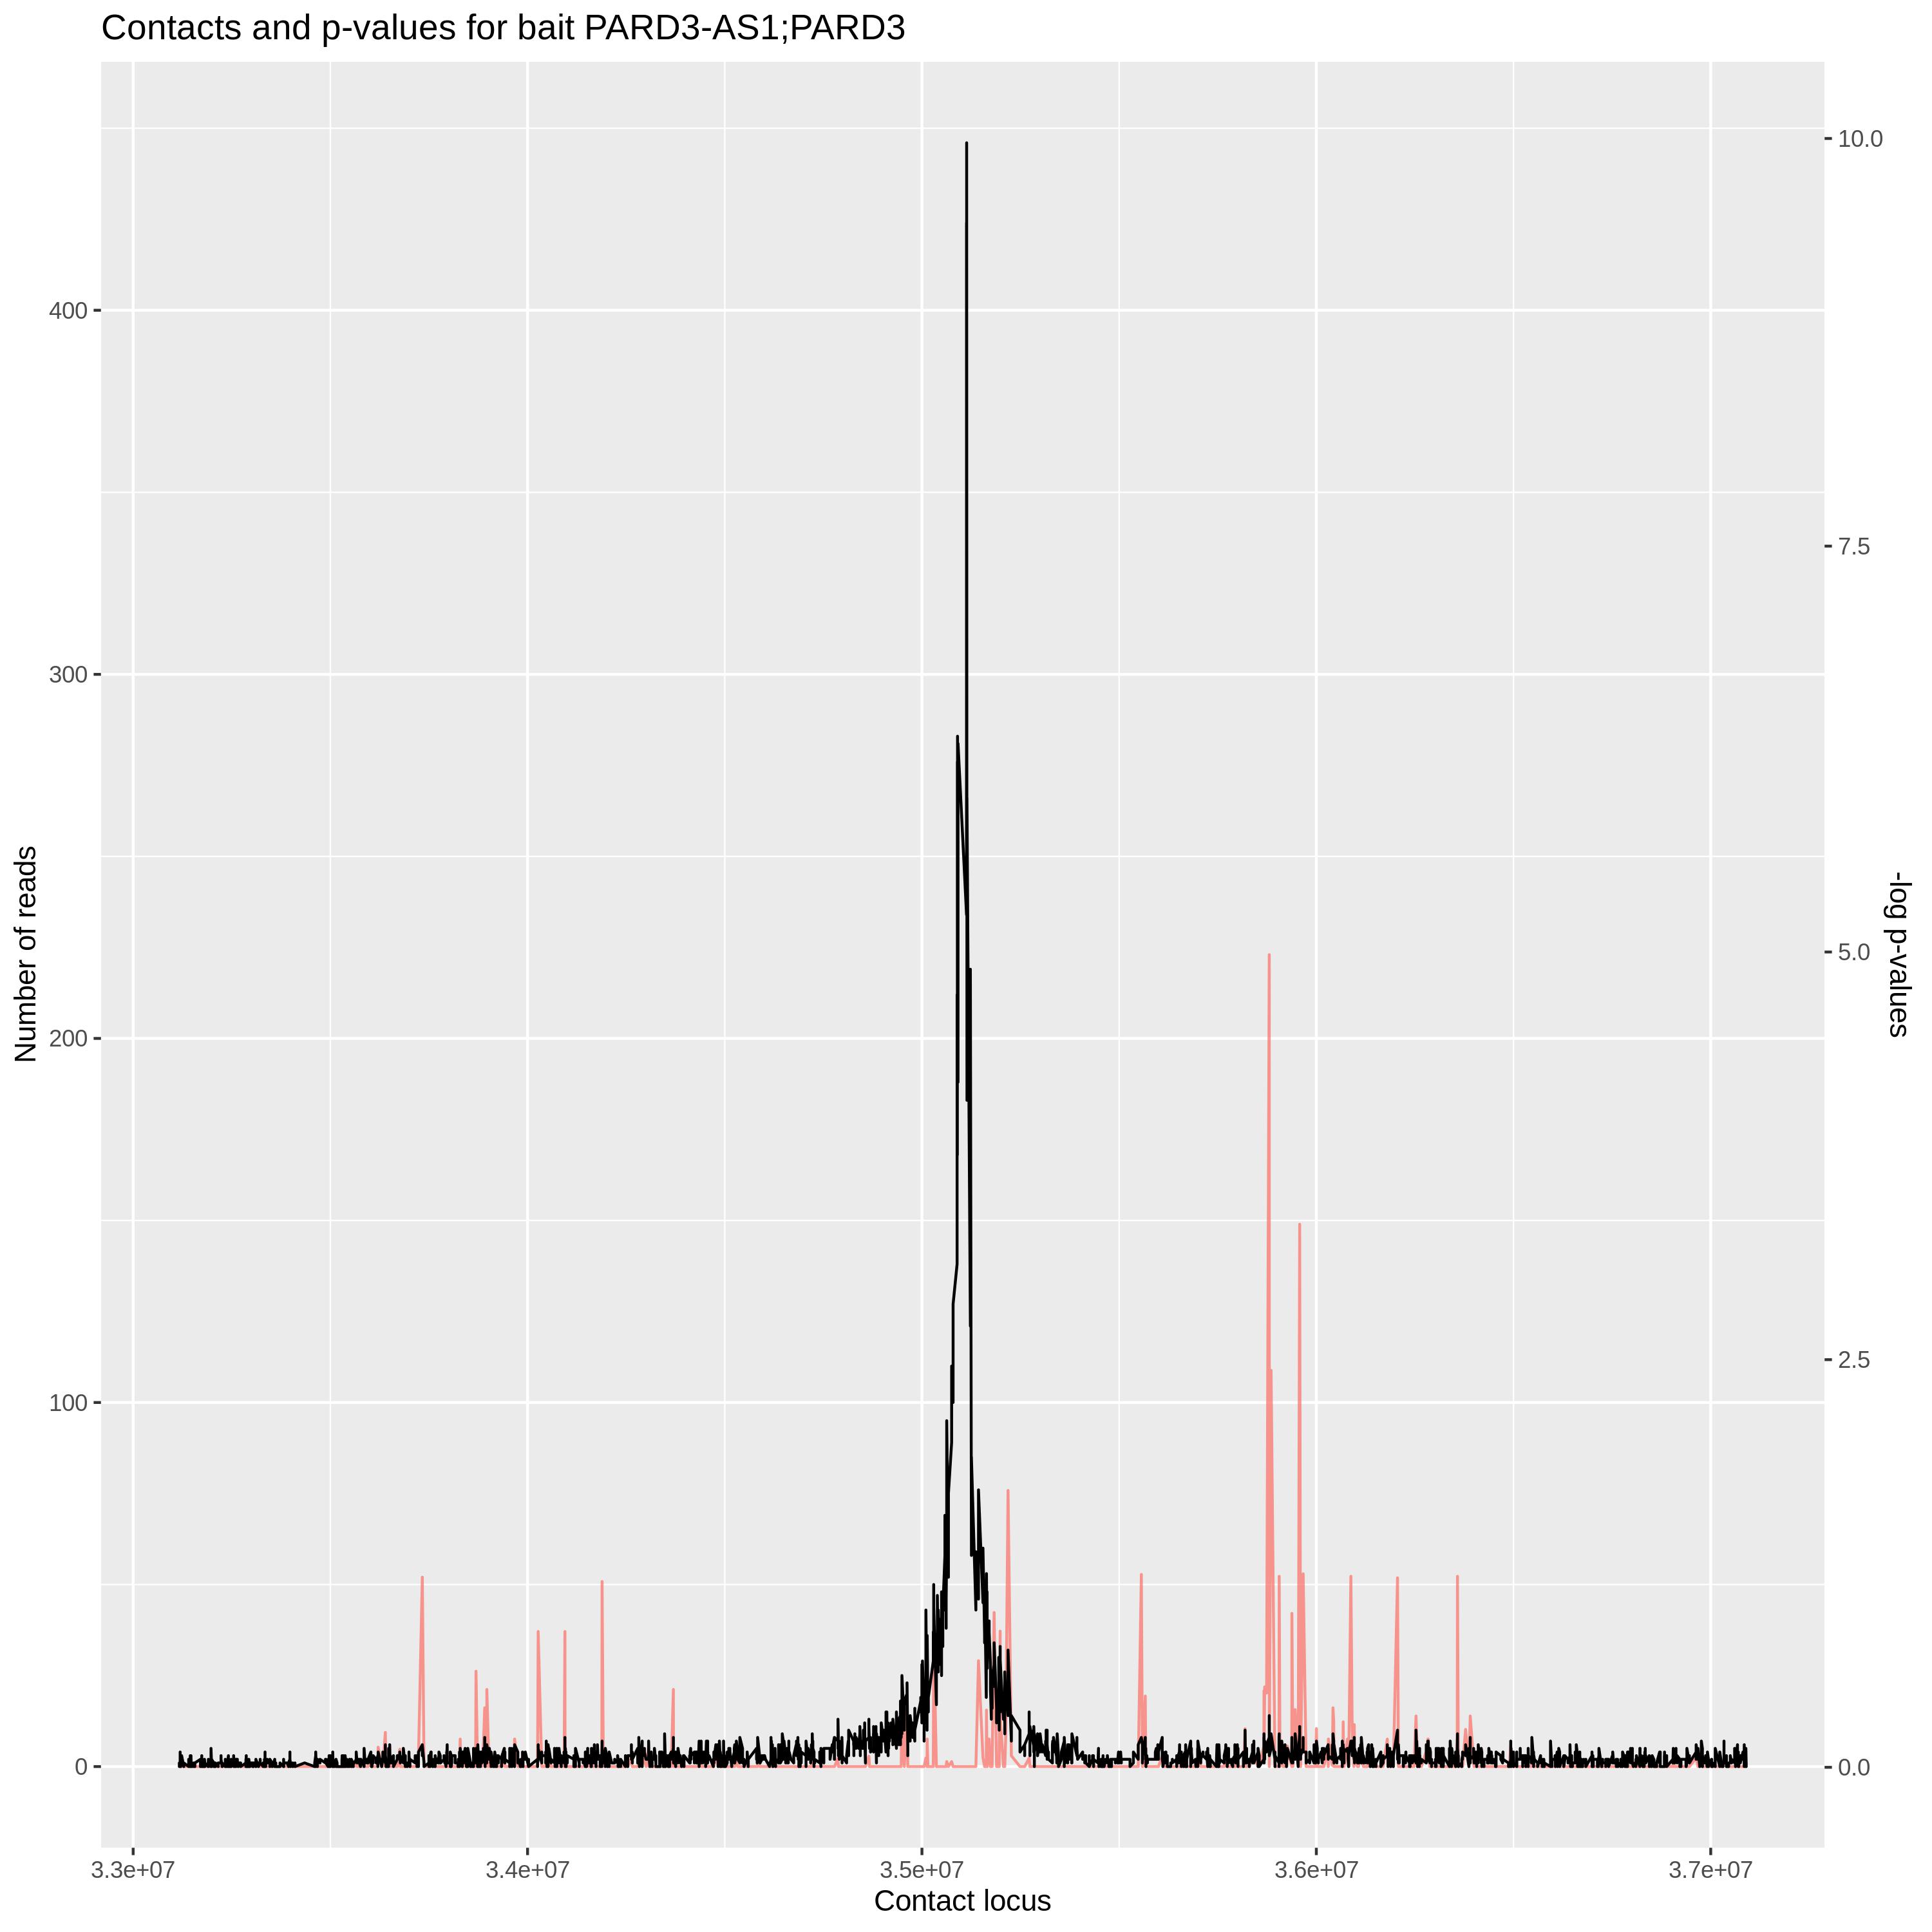 Contacts and p-values for bait PARD3-AS1;PARD3
Number of reads
400
300
200
100
0
10.0
7.5
5.0
2.5
0.0
-log p-values
3.3e+07
3.4e+07
3.5e+07
3.6e+07
3.7e+07
Contact locus